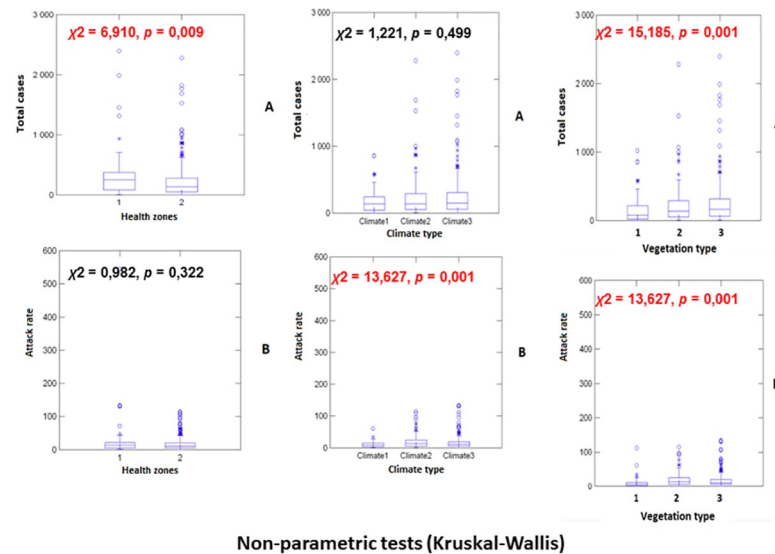 χ2 = 6,910, p = 0,009
3 000
2 000
1 000
0
Total cases
1
2
Health zones
A
χ2 = 1,221, p = 0,499
3 000
2 000
1 000
0
Total cases
Climate1
Climate2
Climate3
Climate type
A
χ2 = 15,185, p = 0,001
3 000
2 000
1 000
0
Total cases
1
2
3
Vegetation type
χ2 = 0,982, p = 0,322
600
500
400
300
200
100
0
Attack rate
1
2
Health zones
B
χ2 = 13,627, p = 0,001
600
500
400
300
200
100
0
Attack rate
Climate1
Climate2
Climate3
Climate type
B
χ2 = 13,627, p = 0,001
600
500
400
300
200
100
0
Attack rate
1
2
3
Vegetation type
Non-parametric tests (Kruskal-Wallis)